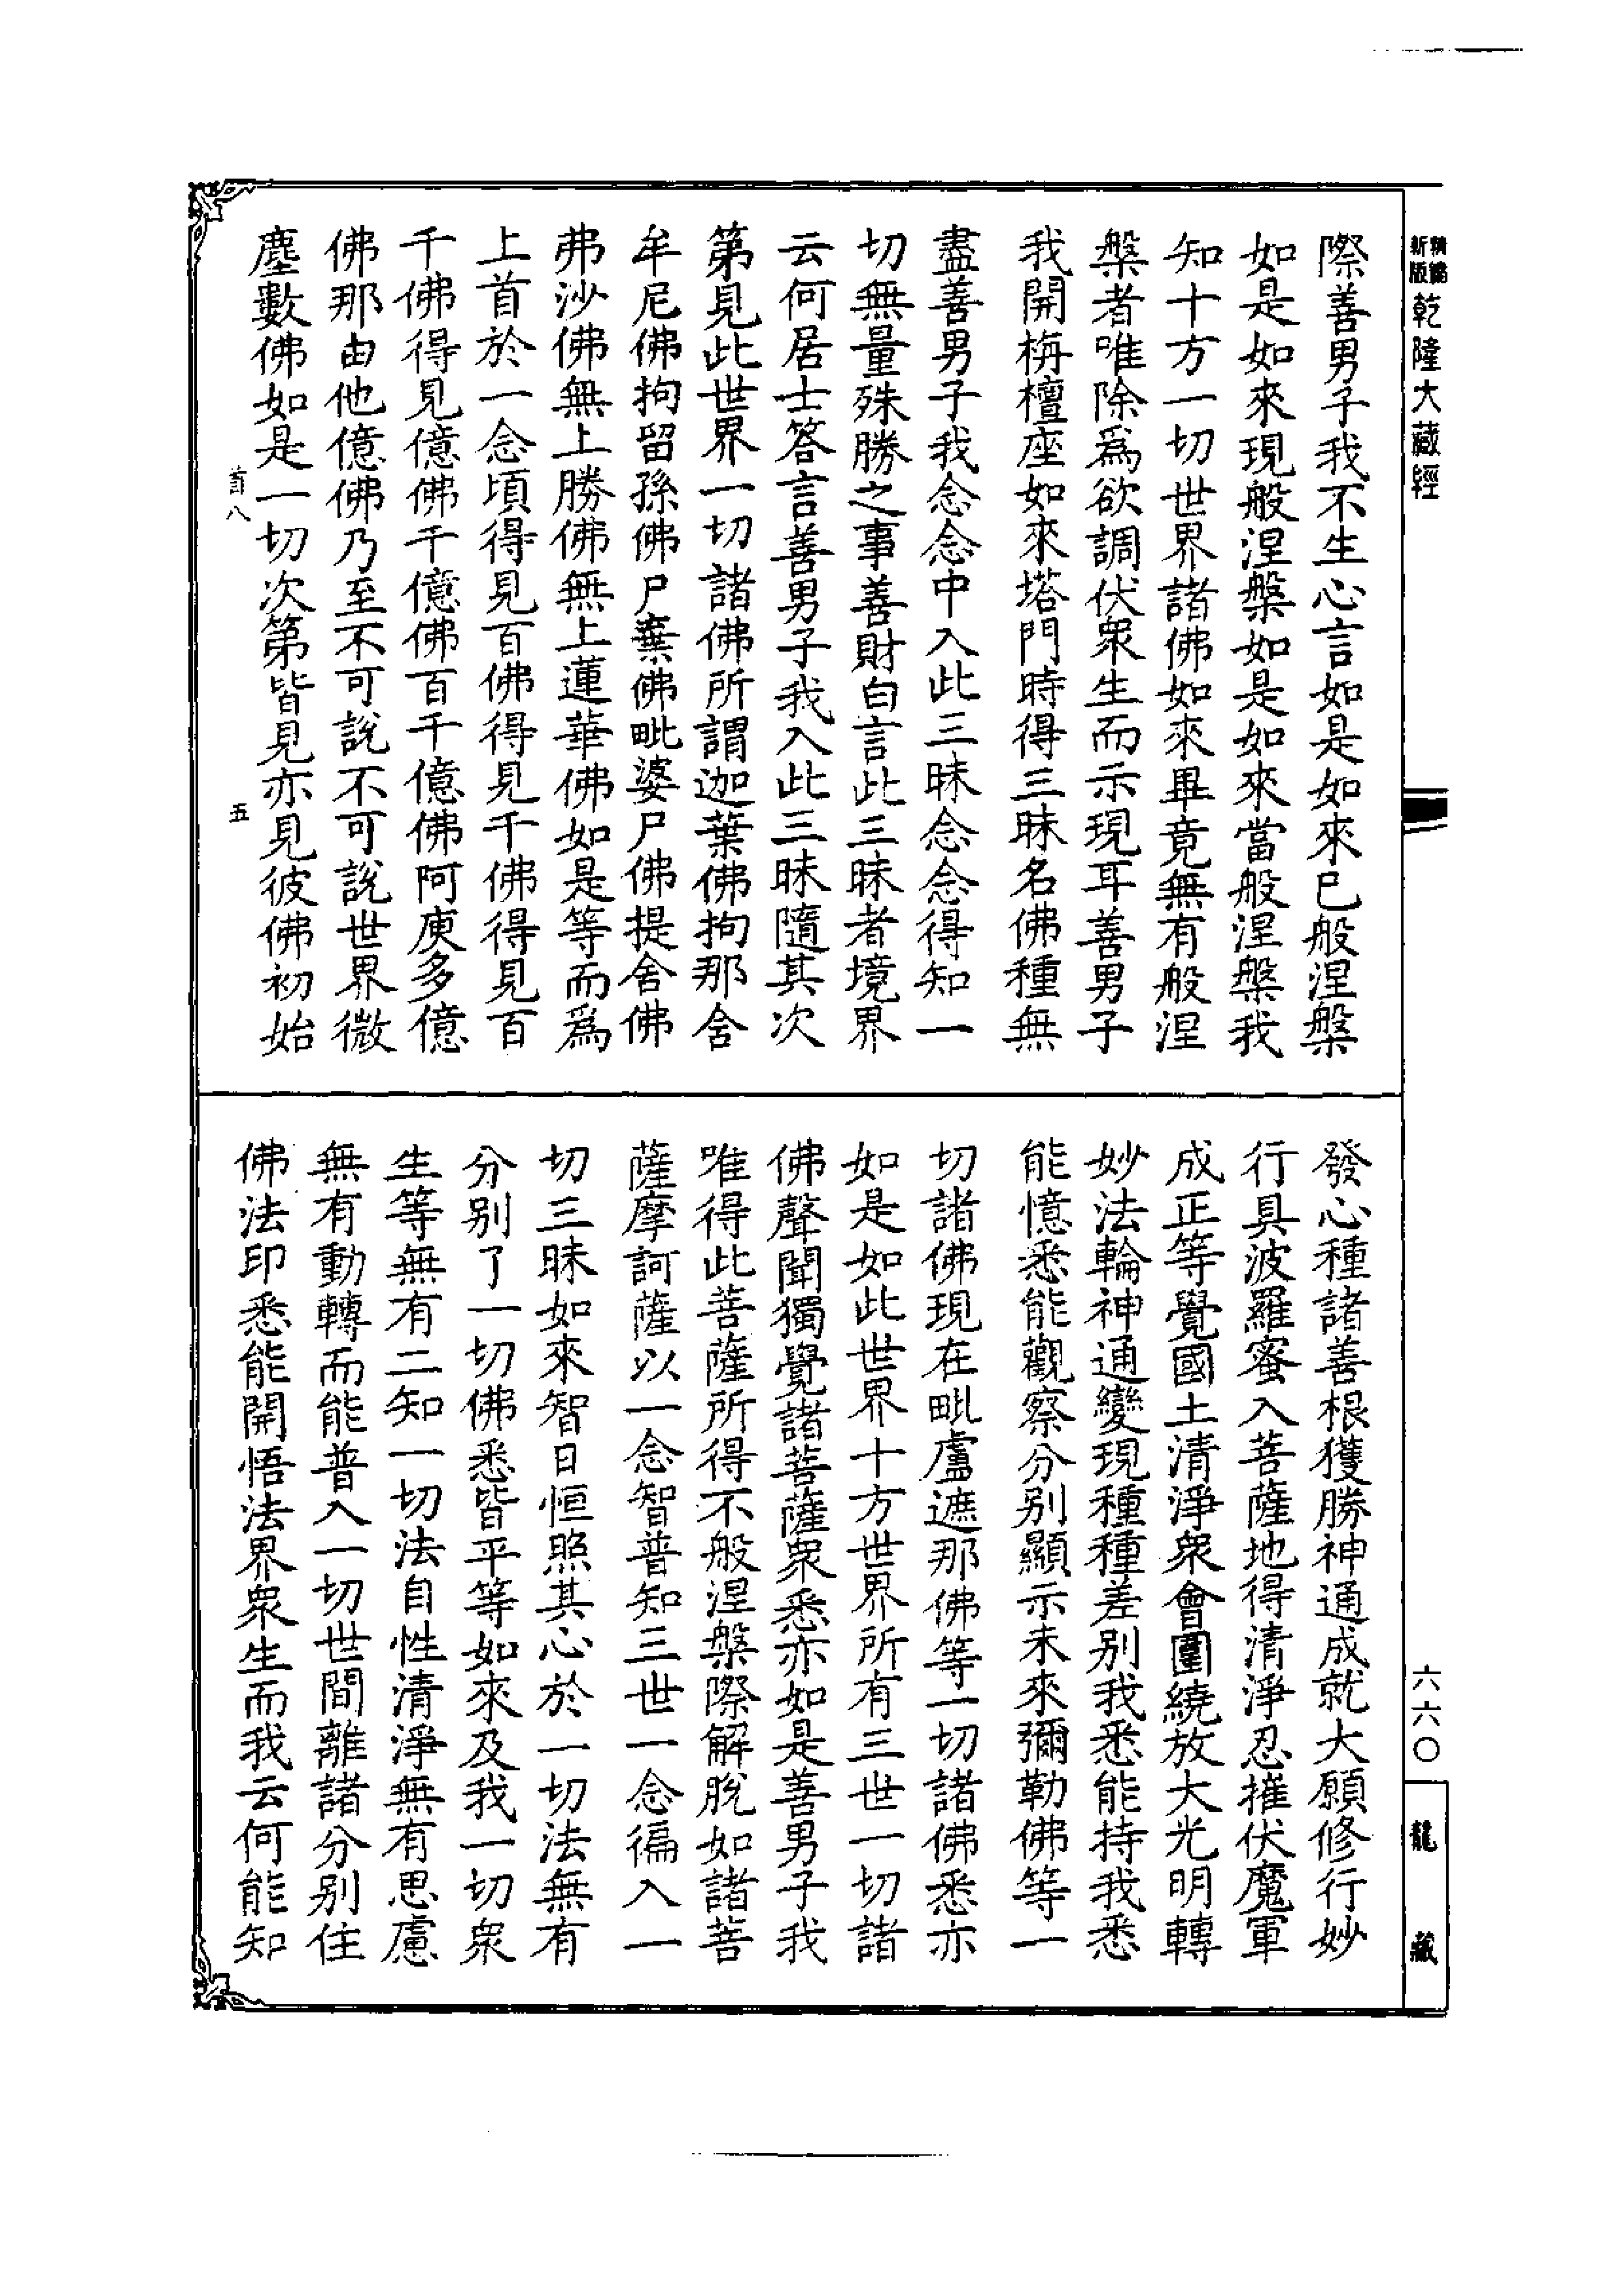 新版精編
乾隆大藏經
際善男子我不生心言如是如來已般涅槃
如是如來現般涅槃如是如來當般涅槃我
知十方一切世界諸佛如來畢竟無有般涅
槃者唯除爲欲調伏衆生而示現耳善男子
我開栴檀座如來塔門時得三昧名佛種無
盡善男子我念念中入此三昧念念得知一
切無量殊勝之事善財白言此三昧者境界
云何居士答言善男子我入此三昧隨其次
第見此世界一切諸佛所謂迦葉佛拘那舍
牟尼佛拘留孫佛尸棄佛毗婆尸佛提舍佛
弗沙佛無上勝佛無上蓮華佛如是等而爲
上首於一念頃得見百佛得見千佛得見百
千佛得見億佛千億佛百千億佛阿庾多億
佛那由他億佛乃至不可說不可說世界微
塵數佛如是一切次第皆見亦見彼佛初始
首八
五
發心種諸善根獲勝神通成就大願修行妙
行具波羅蜜入菩薩地得清淨忍摧伏魔軍
成正等覺國土清淨衆會圍繞放大光明轉
妙法輪神通變現種種差別我悉能持我悉
能憶悉能觀察分別顯示未來彌勒佛等一
切諸佛現在毗盧遮那佛等一切諸佛悉亦
如是如此世界十方世界所有三世一切諸
佛聲聞獨覺諸菩薩衆悉亦如是善男子我
唯得此菩薩所得不般涅槃際解脫如諸菩
薩摩訶薩以一念智普知三世一念徧入一
切三昧如來智日恒照其心於一切法無有
分別了一切佛悉皆平等如來及我一切衆
生等無有二知一切法自性清淨無有思慮
無有動轉而能普入一切世間離諸分別住
佛法印悉能開悟法界衆生而我云何能知
六六〇
龍藏